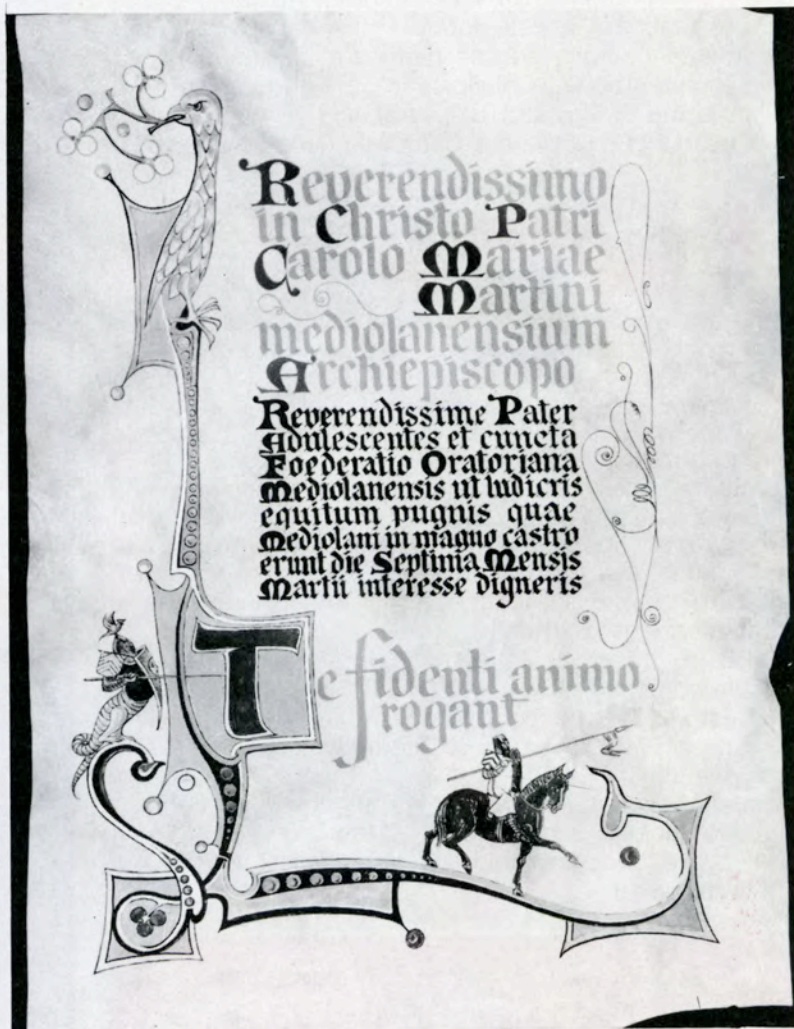 Reverendissimo
in Christo Patri
Carolo Mariae
Martini
mediolanensium
Archiepiscopo
Reverendissime Pater
Adulescentes et cuncta
Foederatio Oratoriana
Mediolanensis ut ludicris
equitum pugnis quae
Mediolani in magno castro
erunt die Septinia Mensis
Martii interesse digneris
Te fidenti animo
rogant